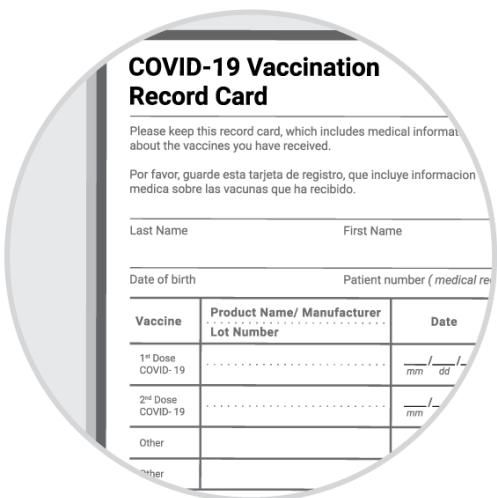 COVID-19 Vaccination
Record Card
Please keep this record card, which includes medical
about the vaccines you have received.
Por favor, guarde esta tarjeta de registro, que incluye informacion
medica sobre las vacunas que ha recibido.
Last Name First Name
Date of birth Patient number ( medical
Vaccine Product Name/ Manufacturer Date
Lot Number
1st Dose
COVID- 19
mm dd
2nd Dose
COVID- 19
mm
Other
Other